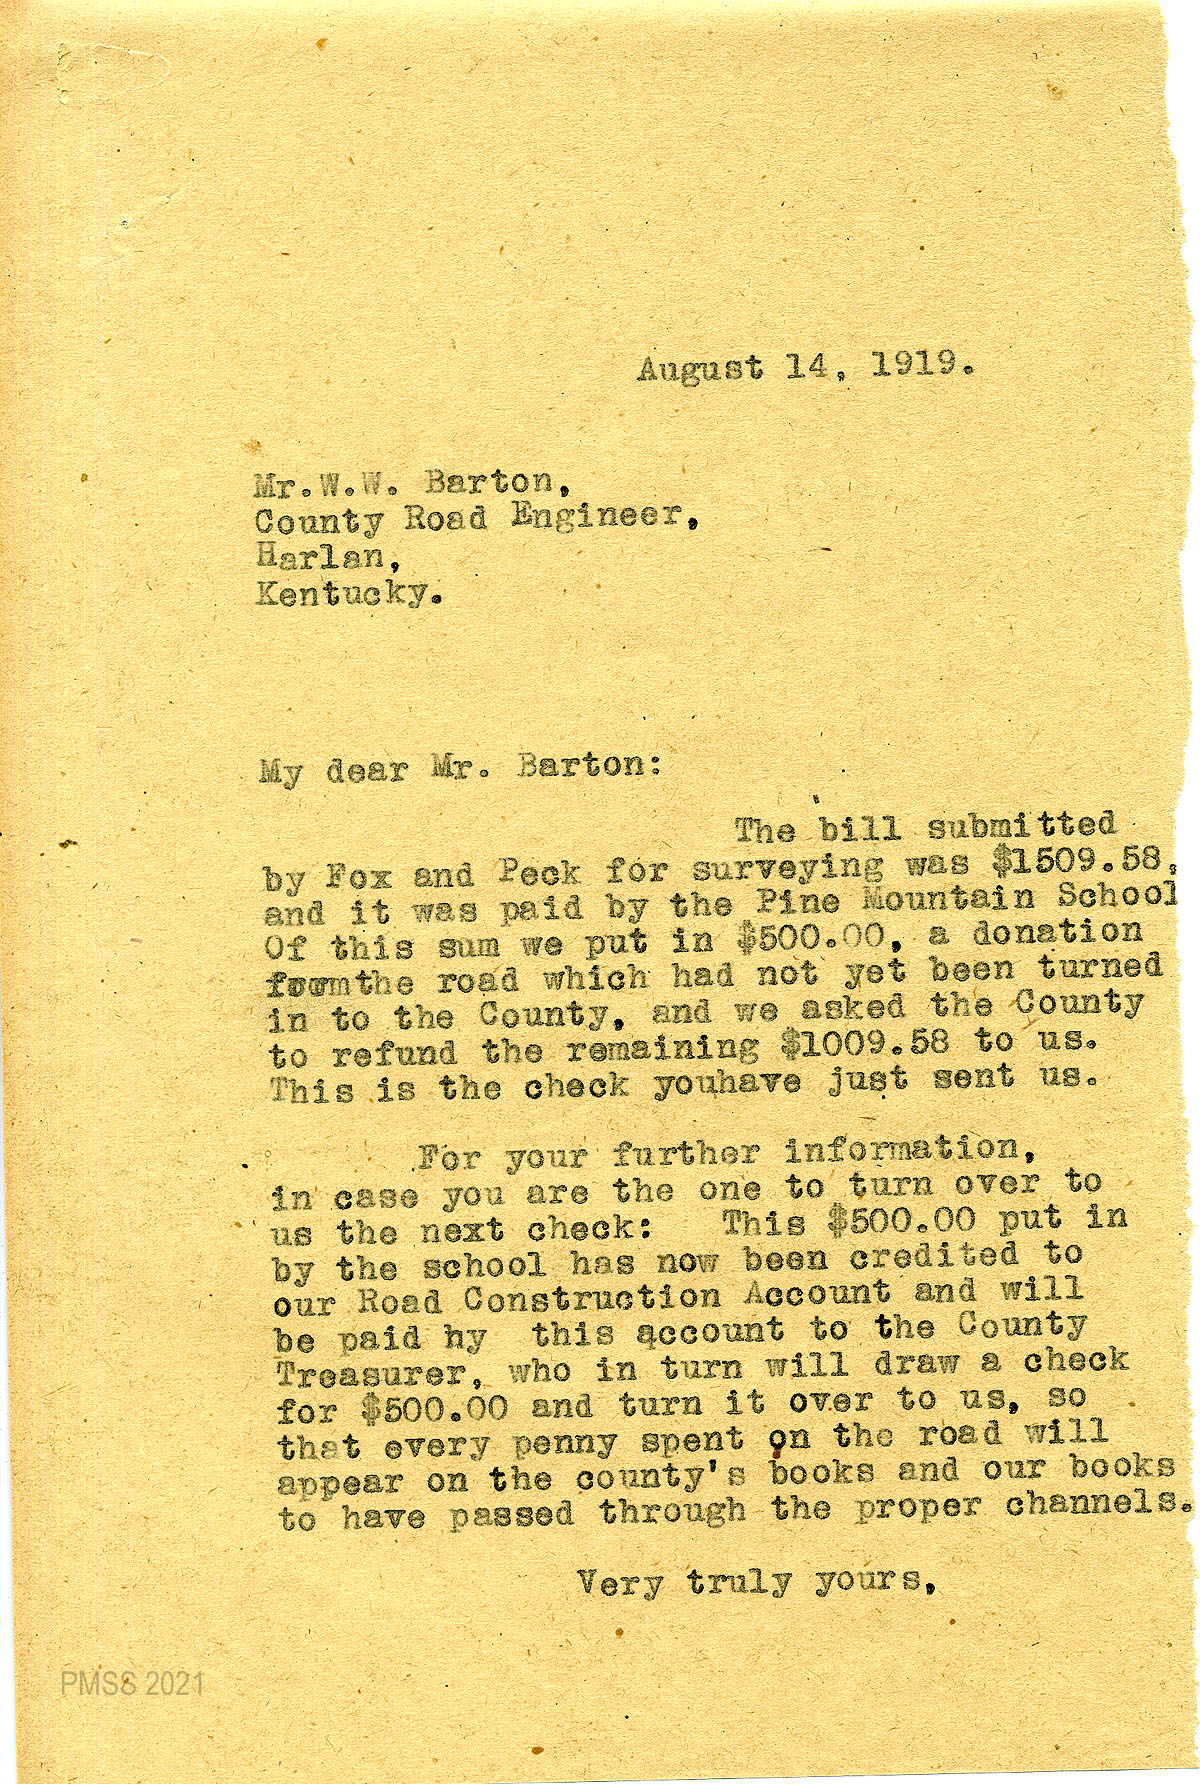 August 14, 1919.
Mr.W.W. Barton,
County Road Engineer,
Harlan,
Kentucky.
My dear Mr. Barton:
The bill submitted
by Fox and Peck for surveying was $1509.58,
and it was paid by the Pine Mountain School
Of this sum we put in $500.00, a donation
fromthe road which had not yet been turned
in to the County, and we asked the County
to refund the remaining $1009.58 to us.
This is the check youhave just sent us.
For your further information,
in case you are the one to turn over to
us the next check: This $500.00 put in
by the school has now been credited to
our Road Construction Account and will
be paid hy this account to the County
Treasurer, who in turn will draw a check
for $500.00 and turn it over to us, so
that every penny spent on the road will
appear on the county's books and our books
to have passed through the proper channels.
Very truly yours,
PMSS 2021